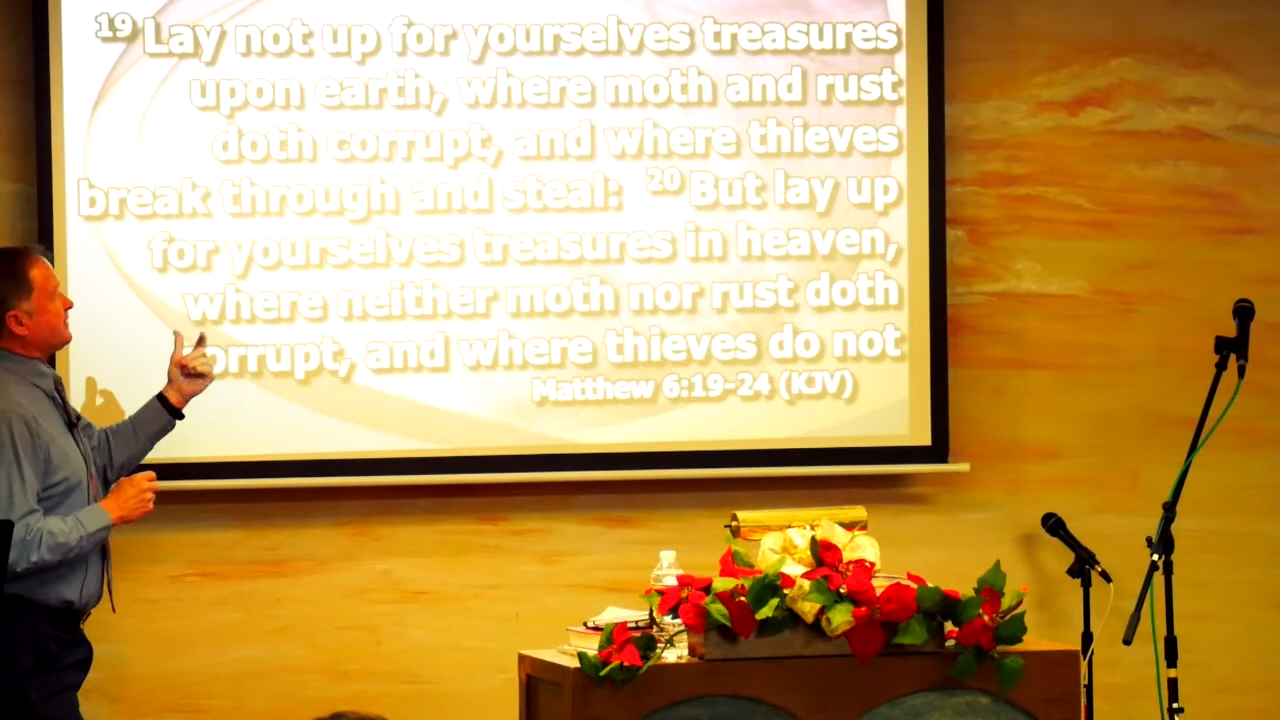 19 Lay not up for yourselves treasures
upon earth, where moth and rust
doth corrupt, and where thieves
break through and steal: 20 But lay up
for yourselves treasures in heaven,
where neither moth nor rust doth
corrupt, and where thieves do not
Matthew 6:19-24 (KJV)